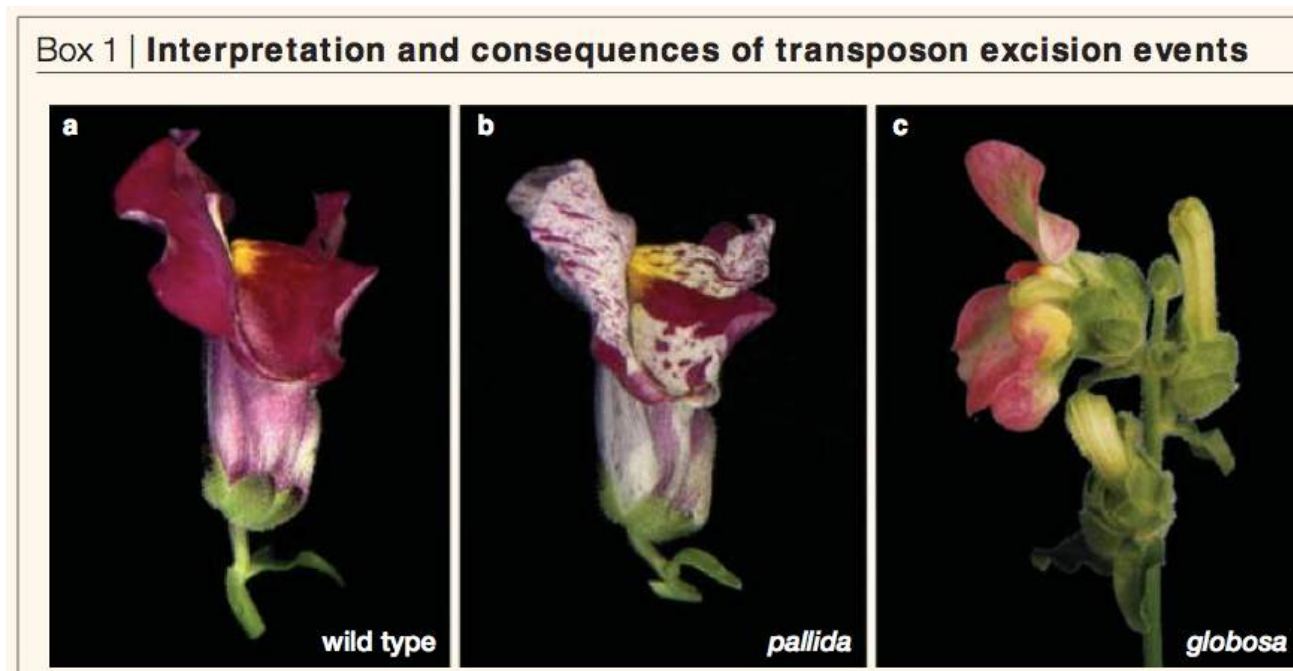 Box 1 | Interpretation and consequences of transposon excision events
a
b
c
wild type
pallida
globosa